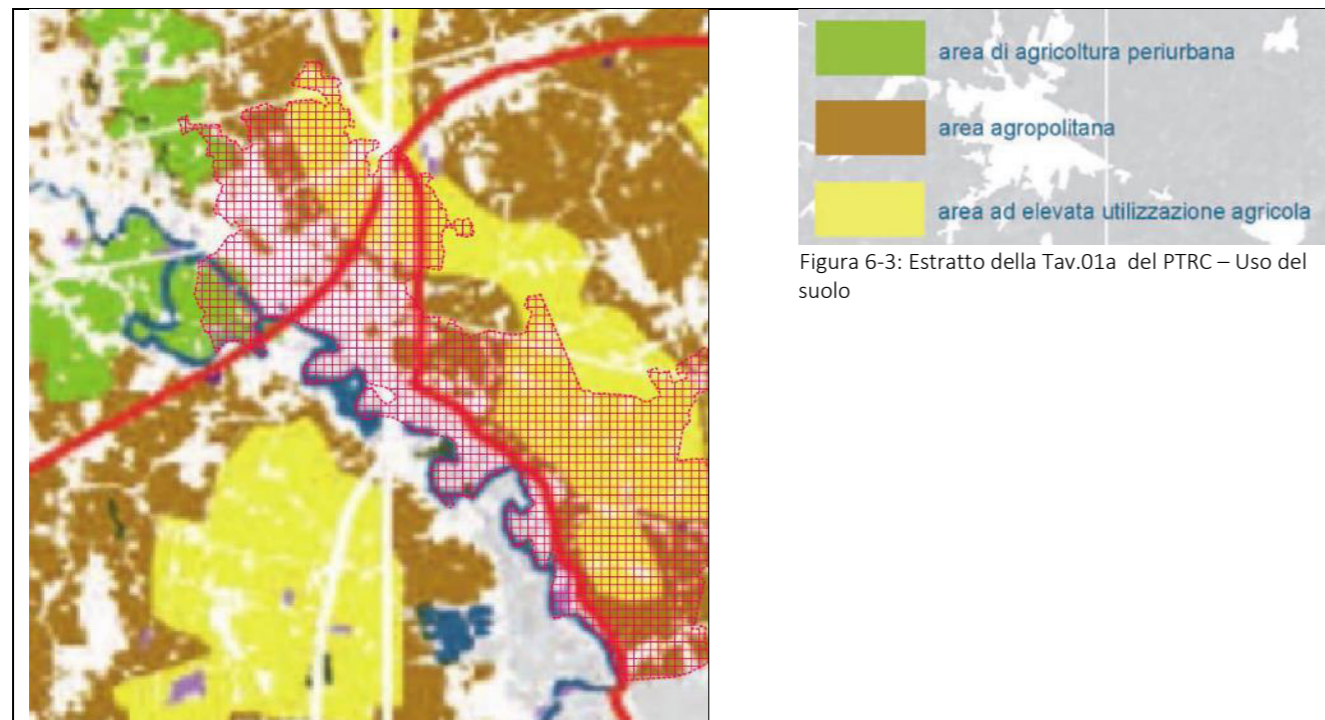 area di agricoltura periurbana
area agropolitana
area ad elevata utilizzazione agricola
Figura 6-3: Estratto della Tav.01a del PTRC – Uso del
suolo